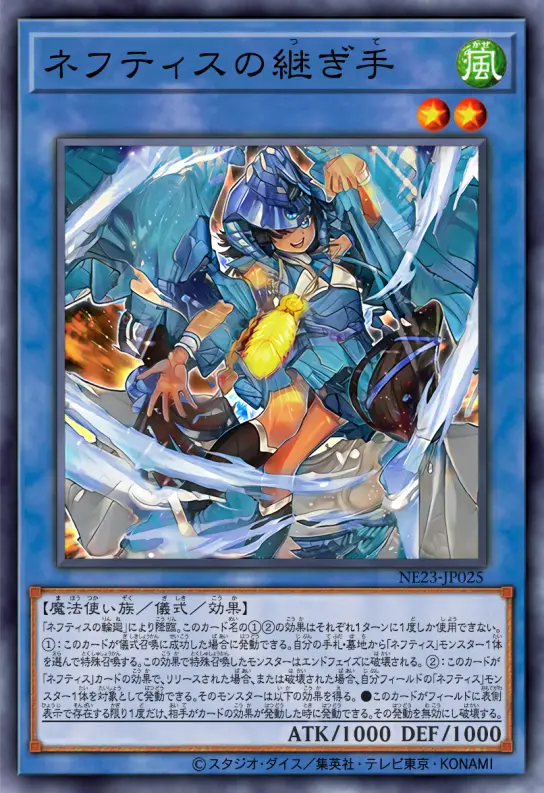 ネフティスの継ぎ手
風
【魔法使い族／儀式／効果】
「ネフティスの輪廻」により降臨。このカード名の①②の効果はそれぞれ1ターンに1度しか使用できない。
①：このカードが儀式召喚に成功した場合に発動できる。自分の手札・墓地から「ネフティス」モンスター1体
を選んで特殊召喚する。この効果で特殊召喚したモンスターはエンドフェイズに破壊される。②：このカードが
「ネフティス」カードの効果で、リリースされた場合、または破壊された場合、自分フィールドの「ネフティス」モン
スター1体を対象として発動できる。そのモンスターは以下の効果を得る。●このカードがフィールドに表側
表示で存在する限り1度だけ、相手がカードの効果が発動した時に発動できる。その発動を無効にし破壊する。
ATK/1000 DEF/1000
NE23-JP025
©スタジオ・ダイス／集英社・テレビ東京・KONAMI